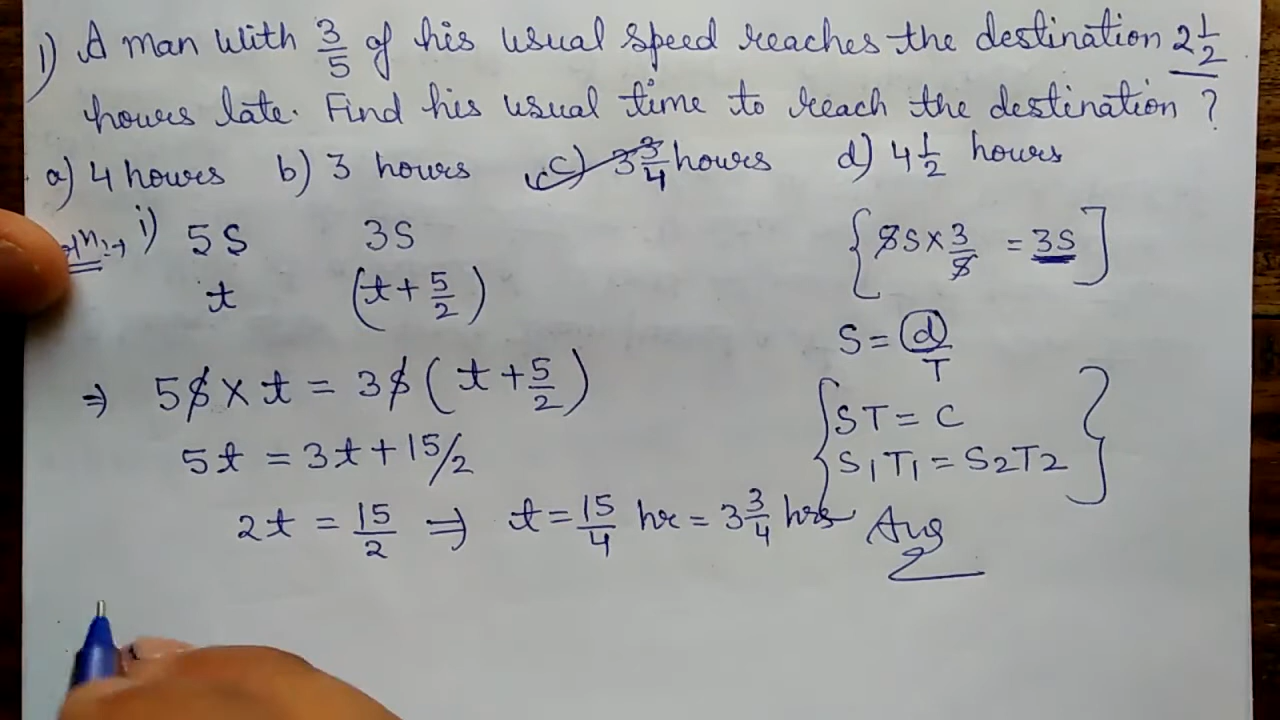 1) A man with 3/5 of his usual speed reaches the destination 2 1/2
hours late. Find his usual time to reach the destination ?
a) 4 hours b) 3 hours c) 3 3/4 hours d) 4 1/2 hours
i) 5S 3S { 5S × 3/5 = 3S ]
t (t + 5/2)
S = d/T
⇒ 5S × t = 3S (t + 5/2)
{ ST = C
5t = 3t + 15/2
S1T1 = S2T2 }
2t = 15/2 ⇒ t = 15/4 hr = 3 3/4 hrs Ans